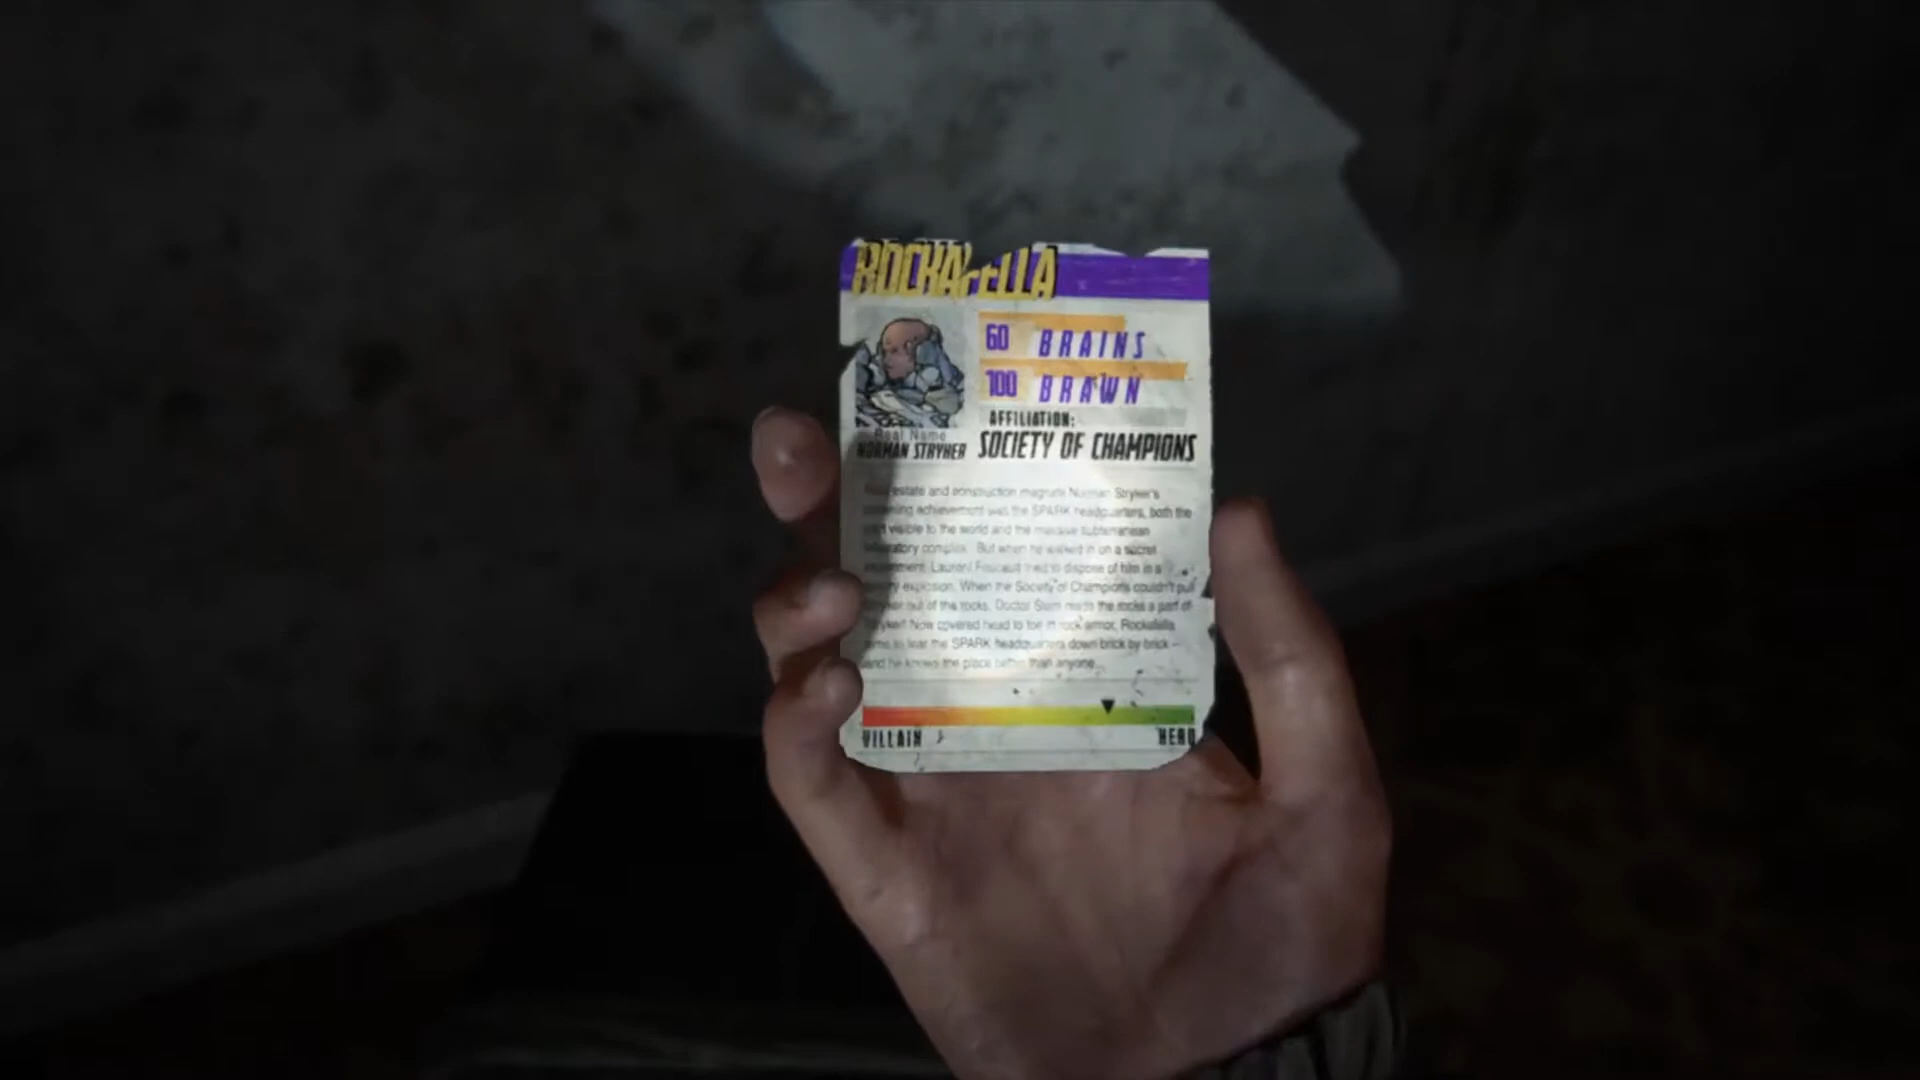 ROCKAFELLA
60 BRAINS
100 BRAWN
AFFILIATION:
SOCIETY OF CHAMPIONS
Real Name
NORMAN STRYKER
estate and construction magnate Norman Stryker's
achievement was the SPARK headquarters, both the
visible to the world and the massive subterranean
complex. But when he walked in on a secret
Laurent Foucault tried to dispose of him in a
explosion. When the Society of Champions couldn't pull
out of the rocks, Doctor Stem made the rocks a part of
Stryker! Now covered head to toe in rock armor, Rockafella
to tear the SPARK headquarters down brick by brick –
and he knows the place better than anyone.
VILLAIN
HERO